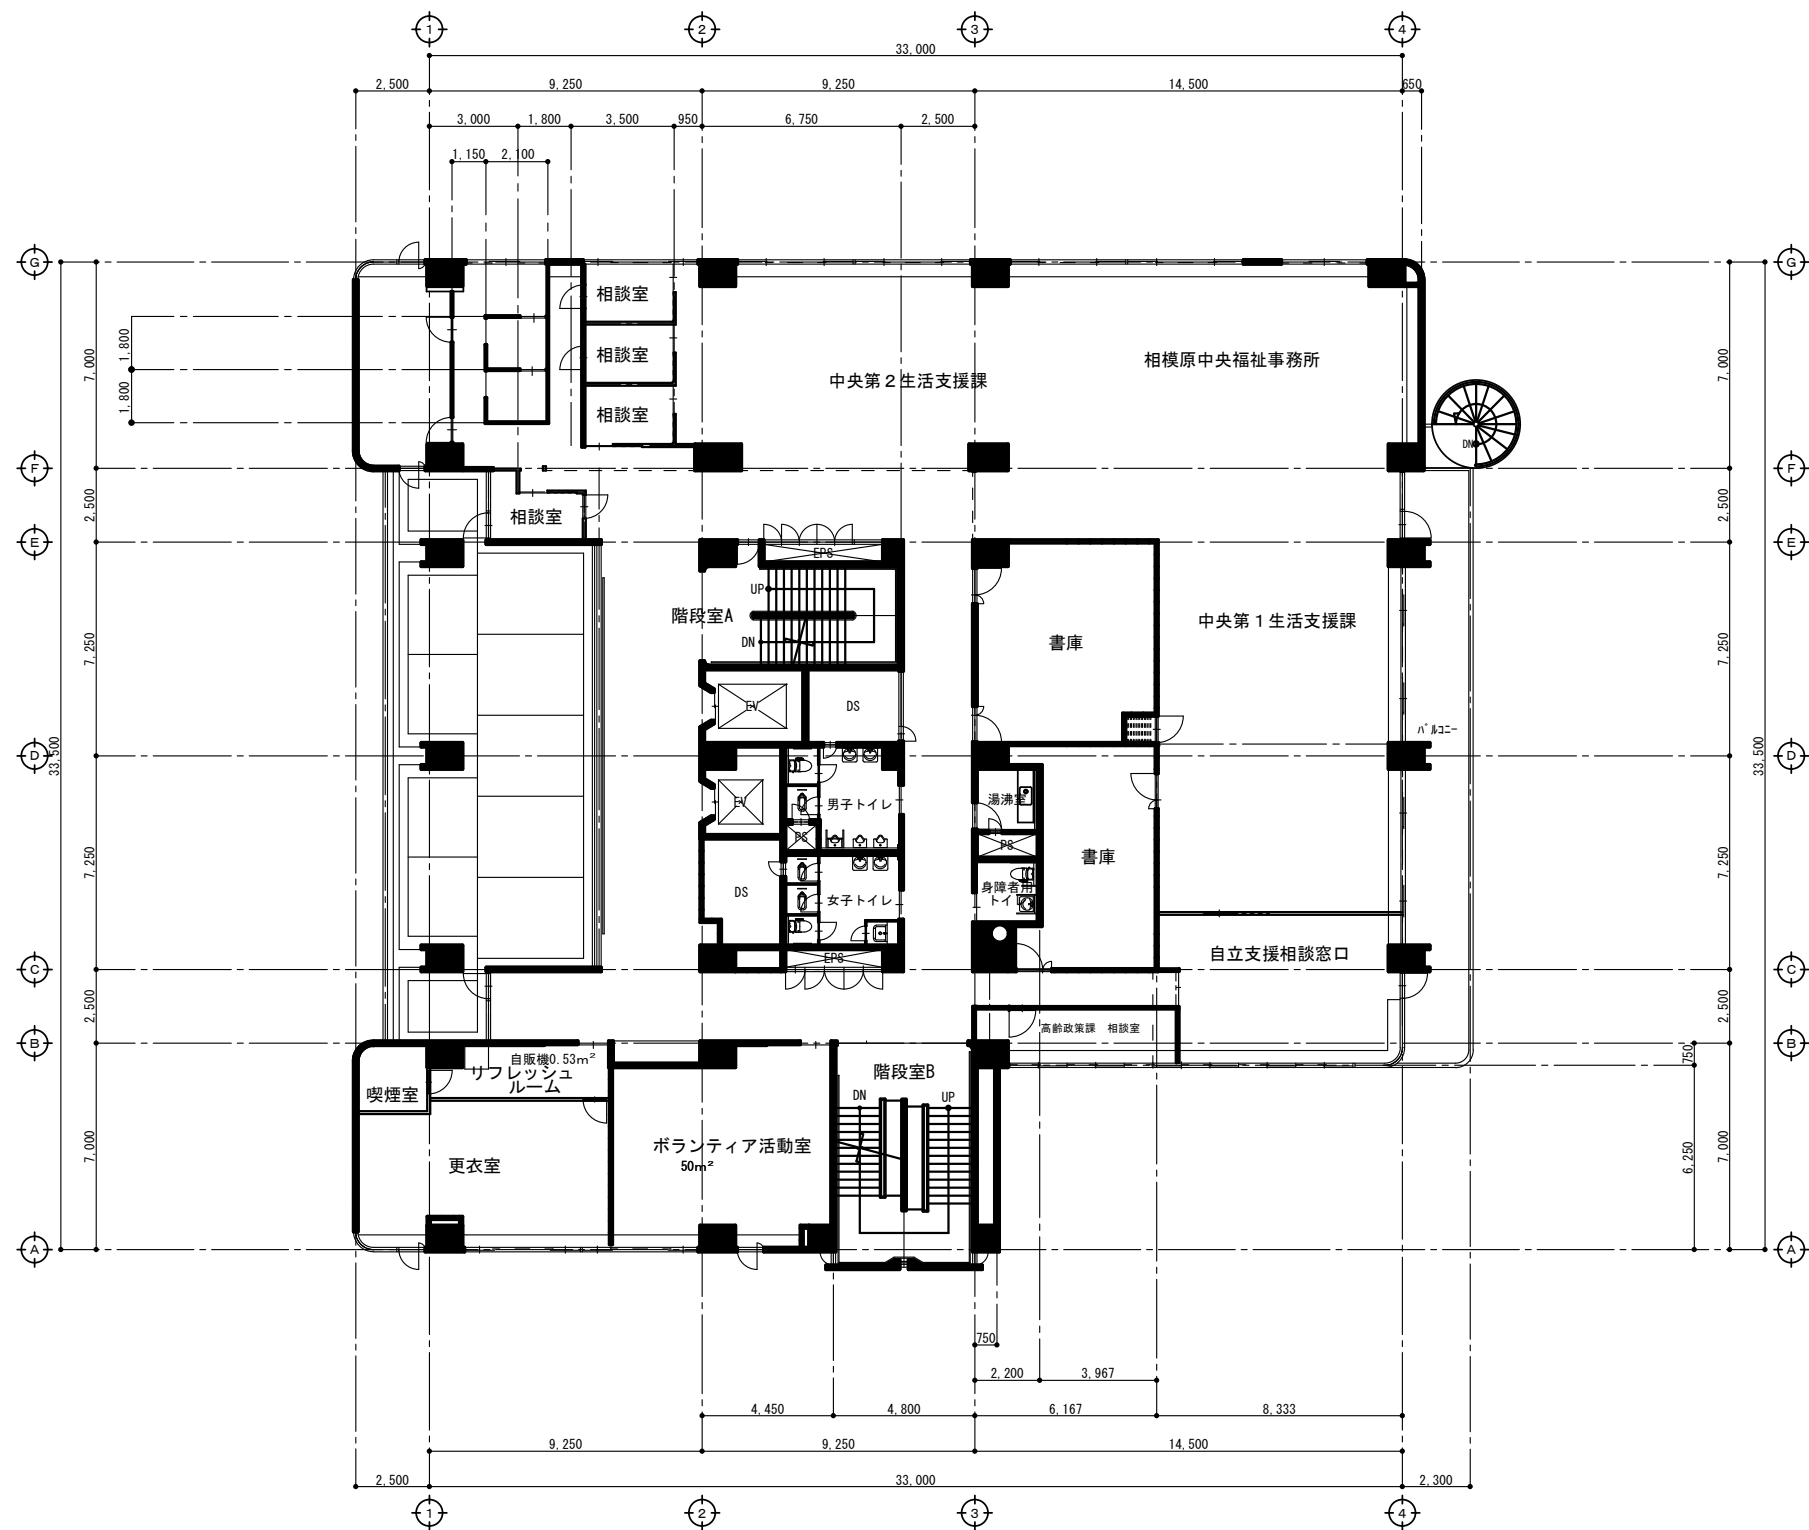 1 2 3 4
33,000
2,500 9,250 9,250 14,500 650
3,000 1,800 3,500 950 6,750 2,500
1,150 2,100
G G
相談室
1,800 7,000 相談室 相模原中央福祉事務所 7,000
中央第2生活支援課
1,800 相談室
DN
F F
2,500 相談室 2,500
E E
EPS
UP
階段室A 中央第1生活支援課
7,250 DN 書庫 7,250
EV DS
バルコニー
D D
33,500 33,500
湯沸室
EV 男子トイレ
PS PS
7,250 書庫 7,250
DS 女子トイレ 身障者用
トイレ
自立支援相談窓口
EPS
C C
2,500 2,500
高齢政策課 相談室
B B
自販機0.53m² 750
リフレッシュ 階段室B
ルーム
喫煙室 DN UP
7,000 ボランティア活動室 6,250 7,000
更衣室 50m²
A A
750
2,200 3,967
4,450 4,800 6,167 8,333
9,250 9,250 14,500
2,500 33,000 2,300
1 2 3 4